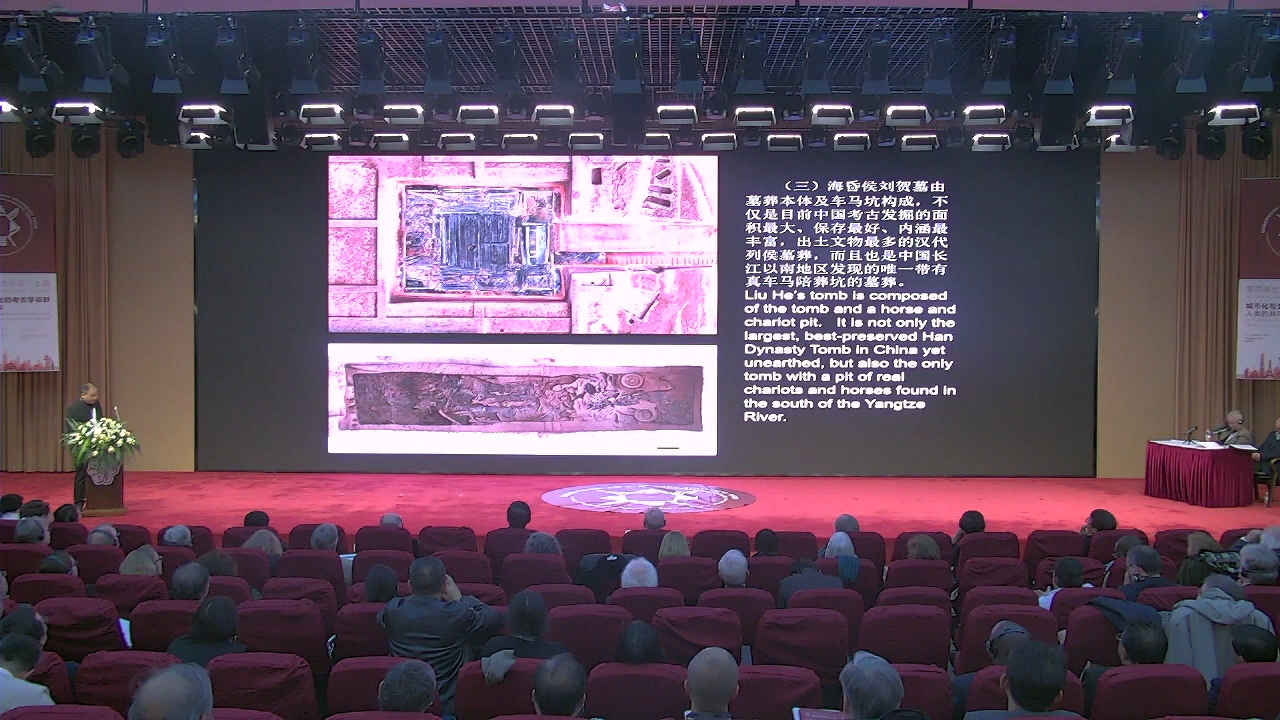 （三）海昏侯刘贺墓由
墓葬本体及车马坑构成，不
仅是目前中国考古发掘的面
积最大、保存最好、内涵最
丰富，出土文物最多的汉代
列侯墓葬，而且也是中国长
江以南地区发现的唯一带有
真车马陪葬坑的墓葬。
Liu He's tomb is composed
of the tomb and a horse and
chariot pit. It is not only the
largest, best-preserved Han
Dynasty Tomb in China yet
unearthed, but also the only
tomb with a pit of real
chariots and horses found in
the south of the Yangtze
River.